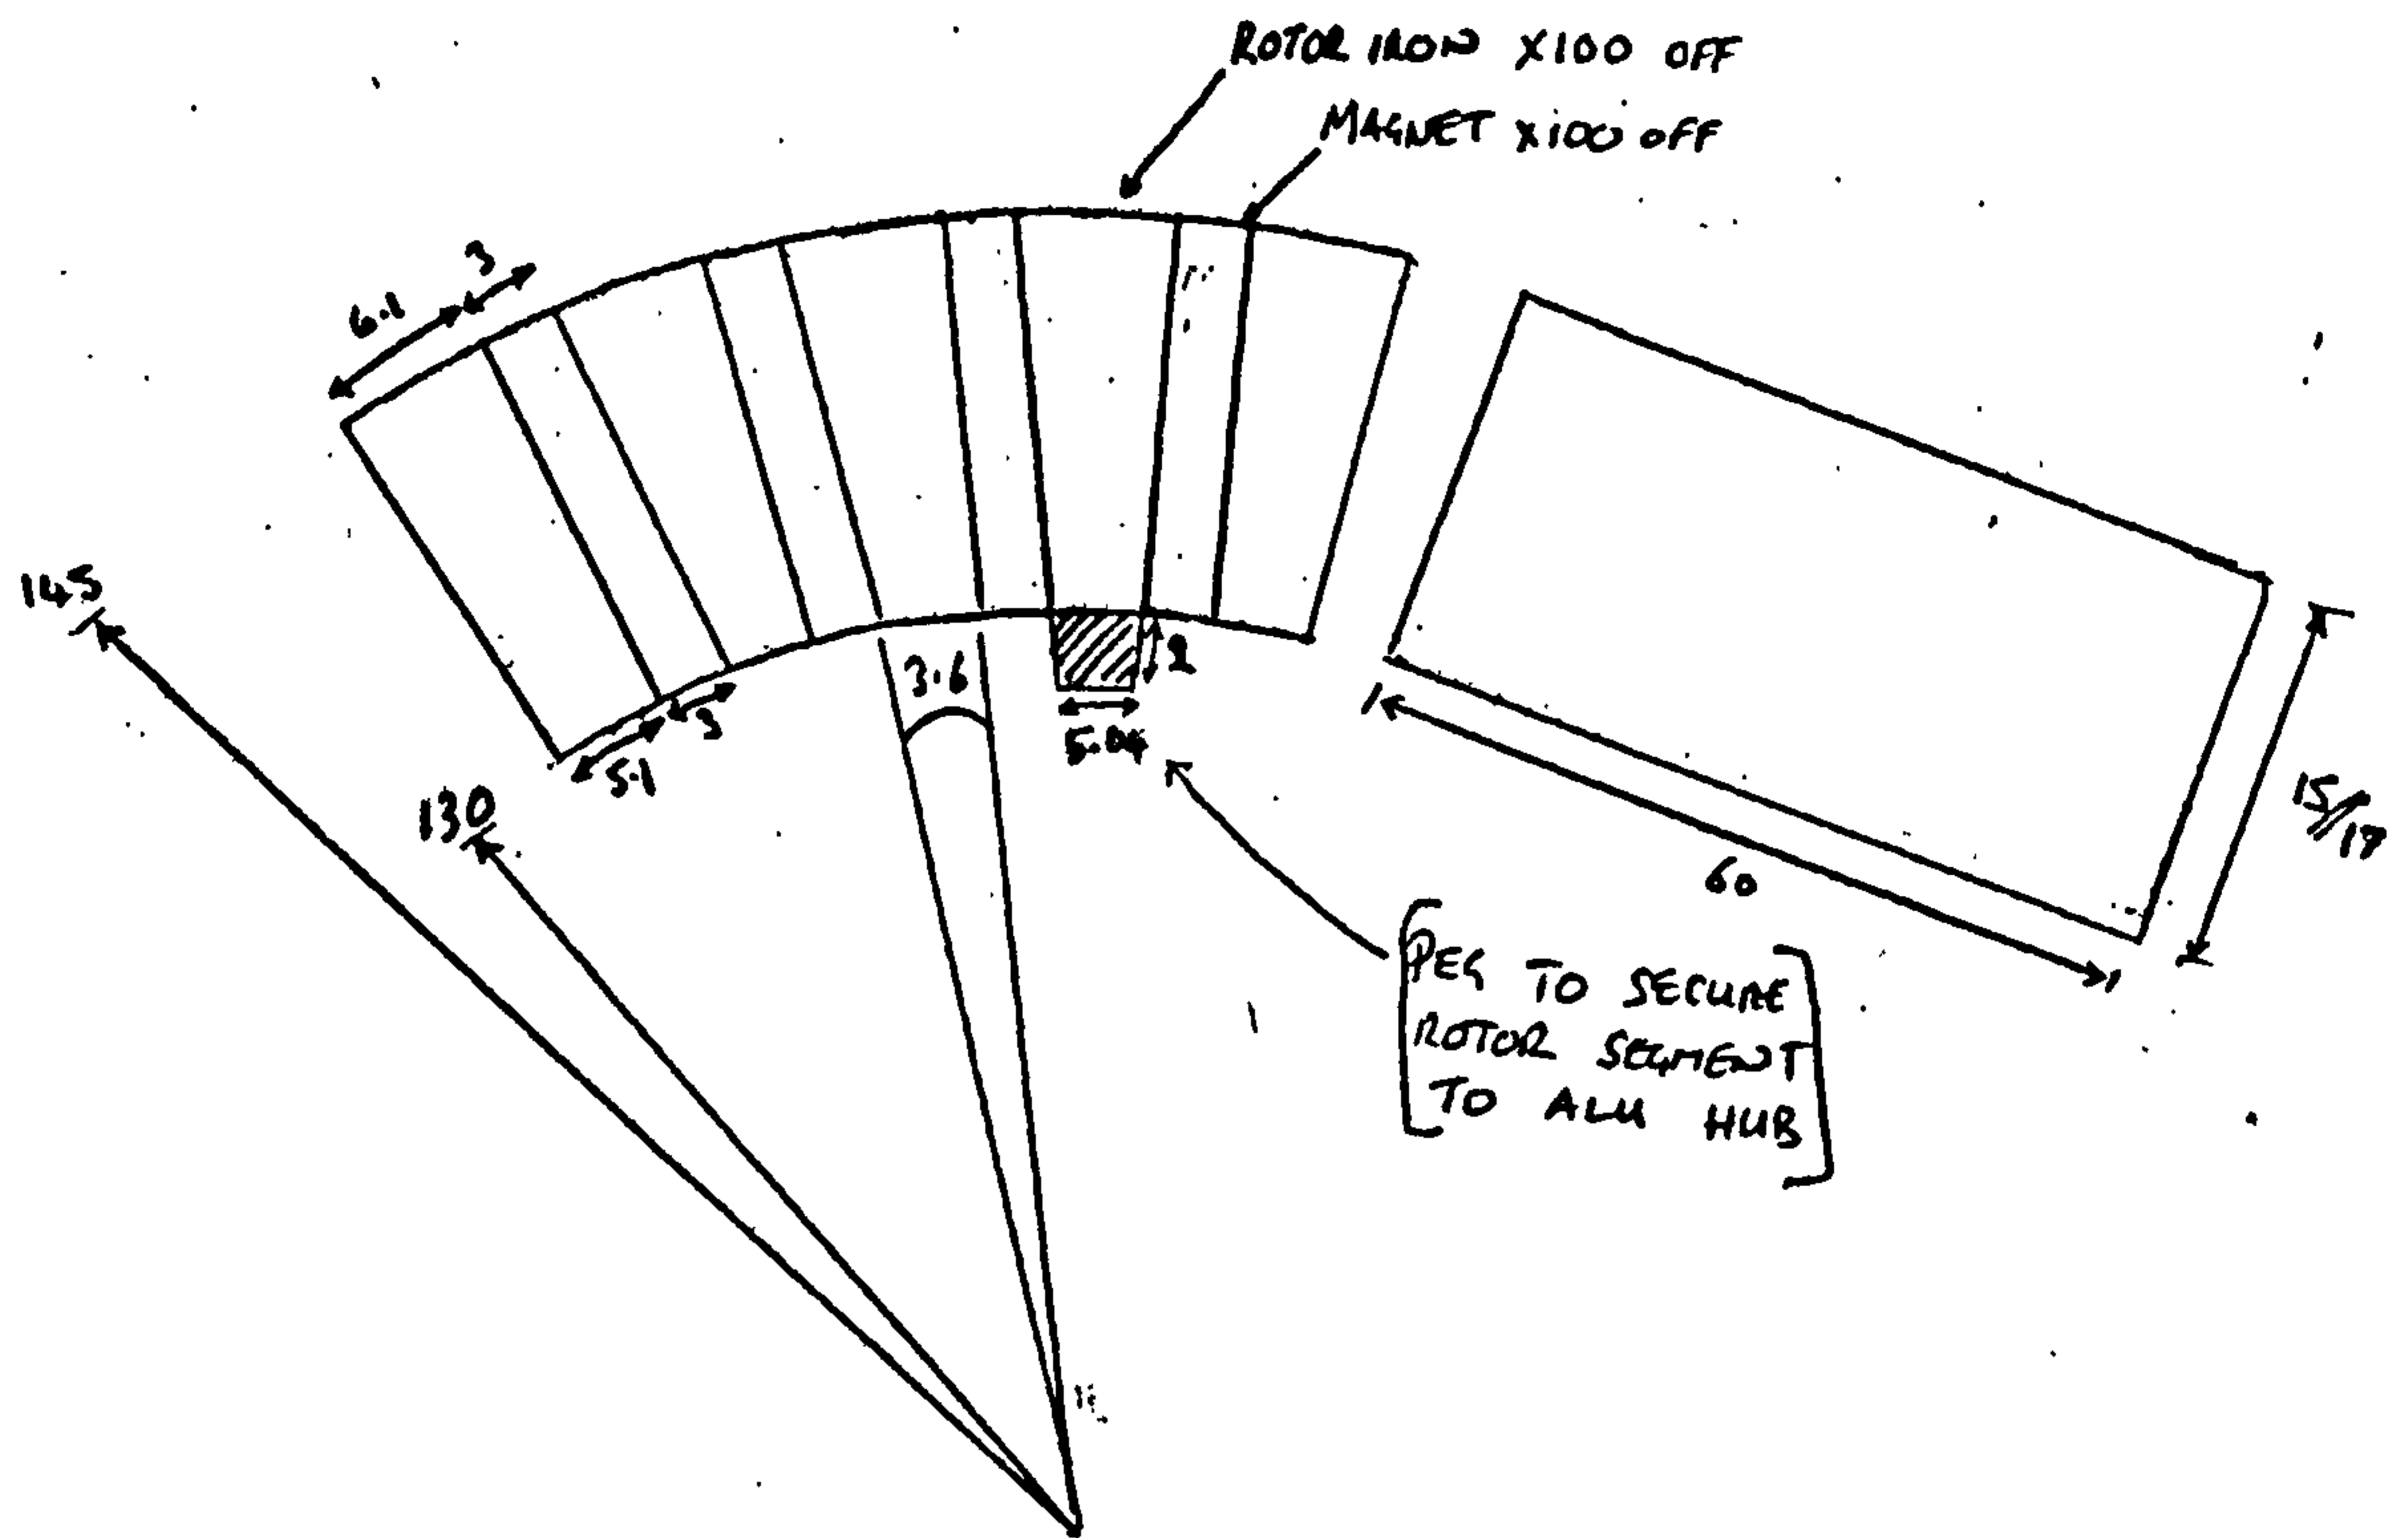 ROTOR IRON X100 OFF
MAGNET X100 OFF
3
6.1
145
3.6
2
3
5.1
5.04
130
15/17
60
PEG TO SECURE
ROTOR SEGMENT
TO ALU HUB